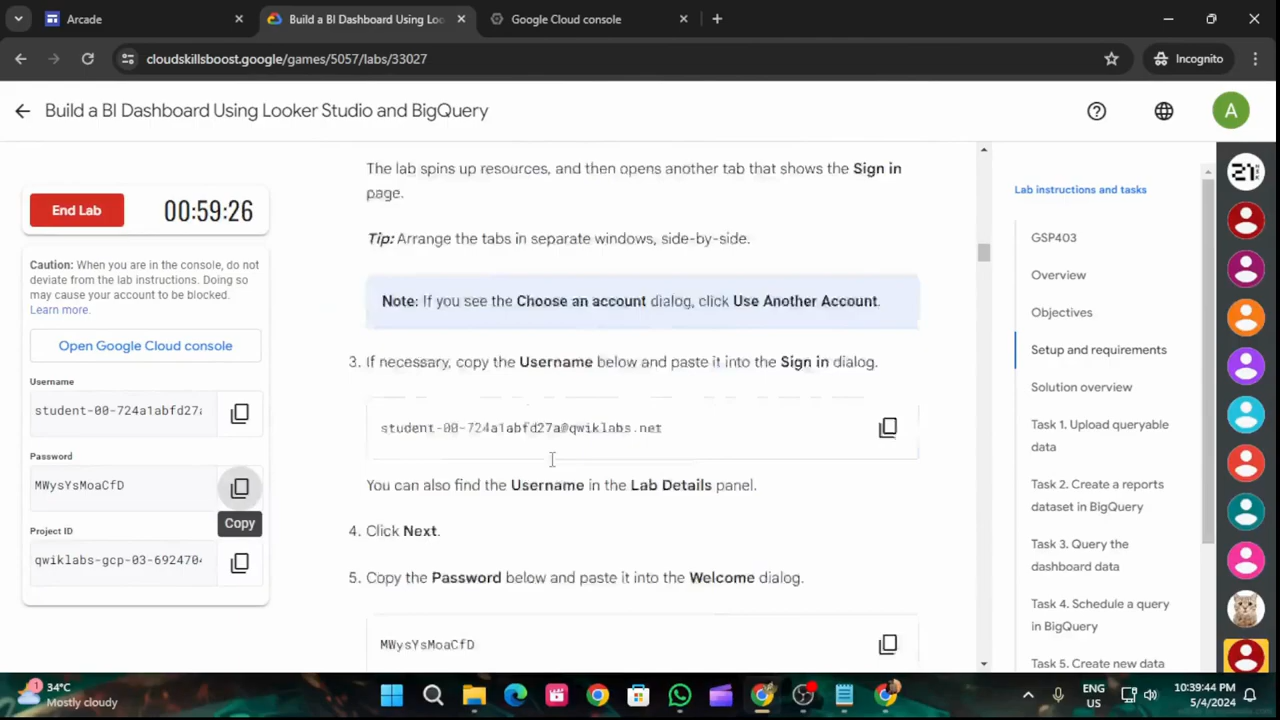 Arcade
Build a BI Dashboard Using Loo
Google Cloud console
cloudskillsboost.google/games/5057/labs/33027
Incognito
Build a BI Dashboard Using Looker Studio and BigQuery
A
End Lab
00:59:26
Caution: When you are in the console, do not
deviate from the lab instructions. Doing so
may cause your account to be blocked.
Learn more.
Open Google Cloud console
Username
student-00-724a1abfd27a
Password
MWysYsMoaCfD
Copy
Project ID
qwiklabs-gcp-03-6924704
The lab spins up resources, and then opens another tab that shows the Sign in
page.
Tip: Arrange the tabs in separate windows, side-by-side.
Note: If you see the Choose an account dialog, click Use Another Account.
3. If necessary, copy the Username below and paste it into the Sign in dialog.
student-00-724a1abfd27a@qwiklabs.net
You can also find the Username in the Lab Details panel.
4. Click Next.
5. Copy the Password below and paste it into the Welcome dialog.
MWysYsMoaCfD
Lab instructions and tasks
GSP403
Overview
Objectives
Setup and requirements
Solution overview
Task 1. Upload queryable
data
Task 2. Create a reports
dataset in BigQuery
Task 3. Query the
dashboard data
Task 4. Schedule a query
in BigQuery
Task 5. Create new data
21
1
34°C
Mostly cloudy
ENG
US
10:39:44 PM
5/4/2024